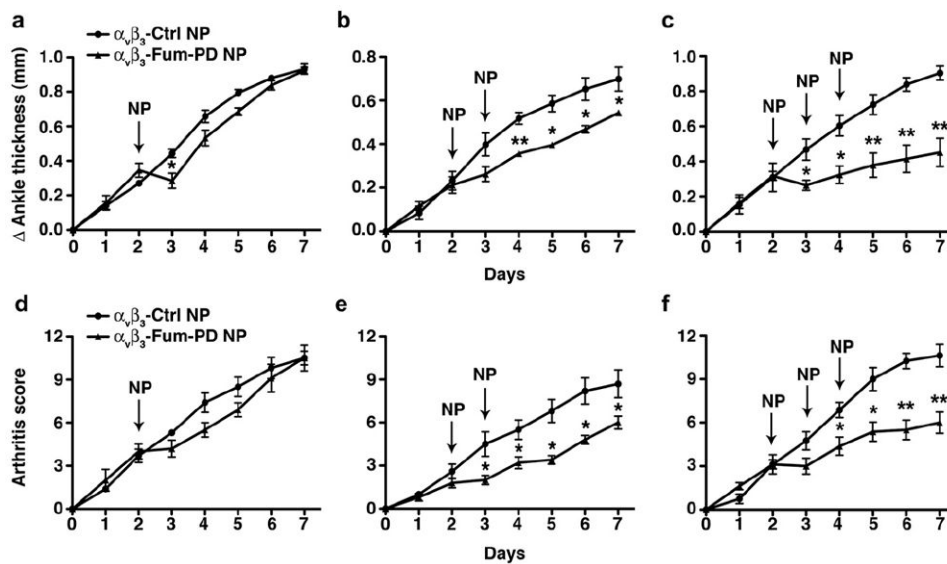 a
αvβ3-Ctrl NP
αvβ3-Fum-PD NP
Δ Ankle thickness (mm)
1.0
0.8
0.6
0.4
0.2
0.0
NP
*
0 1 2 3 4 5 6 7
b
0.8
0.6
0.4
0.2
0.0
NP
NP
** * * *
0 1 2 3 4 5 6 7
Days
c
1.0
0.8
0.6
0.4
0.2
0.0
NP
NP
NP
* * ** ** **
0 1 2 3 4 5 6 7
d
αvβ3-Ctrl NP
αvβ3-Fum-PD NP
Arthritis score
12
9
6
3
0
NP
0 1 2 3 4 5 6 7
e
12
9
6
3
0
NP
NP
* * * * *
0 1 2 3 4 5 6 7
Days
f
12
9
6
3
0
NP
NP
NP
* * ** **
0 1 2 3 4 5 6 7